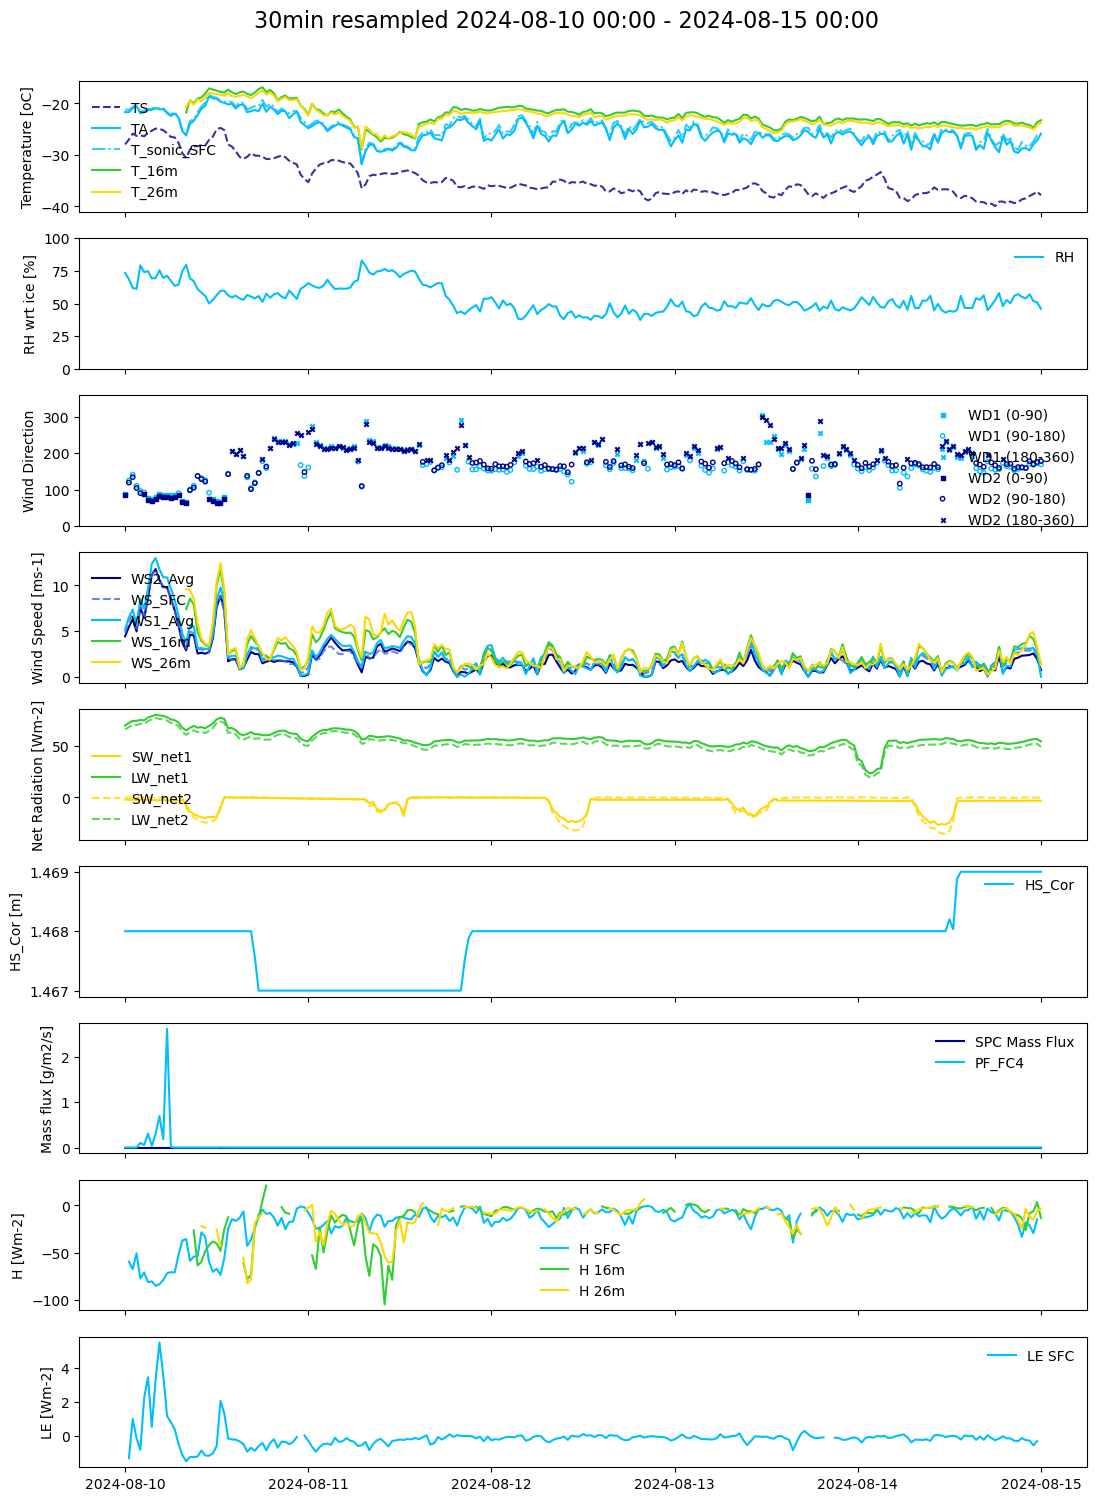 30min resampled 2024-08-10 00:00 - 2024-08-15 00:00
Temperature [oC]
−20
−30
−40
TS
TA
T_sonic_SFC
T_16m
T_26m
RH wrt ice [%]
100
75
50
25
0
RH
Wind Direction
300
200
100
0
WD1 (0-90)
WD1 (90-180)
WD1 (180-360)
WD2 (0-90)
WD2 (90-180)
WD2 (180-360)
Wind Speed [ms-1]
10
5
0
WS2_Avg
WS_SFC
WS1_Avg
WS_16m
WS_26m
Net Radiation [Wm-2]
50
0
SW_net1
LW_net1
SW_net2
LW_net2
HS_Cor [m]
1.469
1.468
1.467
HS_Cor
Mass flux [g/m2/s]
2
1
0
SPC Mass Flux
PF_FC4
H [Wm-2]
0
−50
−100
H SFC
H 16m
H 26m
LE [Wm-2]
4
2
0
LE SFC
2024-08-10
2024-08-11
2024-08-12
2024-08-13
2024-08-14
2024-08-15